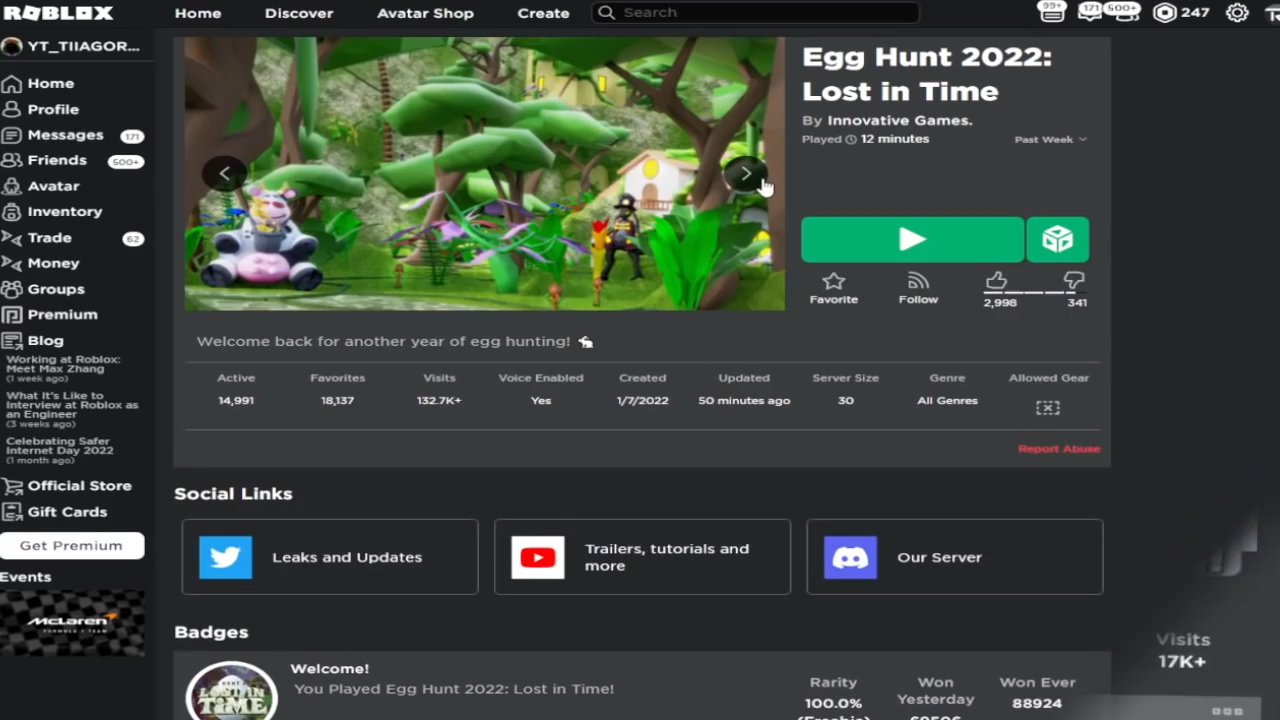 ROBLOX
Home
Discover
Avatar Shop
Create
Search
99+
171
500+
247
YT_TIIAGOR...
Home
Profile
Messages
171
Friends
500+
Avatar
Inventory
Trade
62
Money
Groups
Premium
Blog
Working at Roblox:
Meet Max Zhang
(1 week ago)
What It's Like to
Interview at Roblox as
an Engineer
(3 weeks ago)
Celebrating Safer
Internet Day 2022
(1 month ago)
Official Store
Gift Cards
Get Premium
Events
McLaren
FORMULA 1 TEAM
Egg Hunt 2022:
Lost in Time
By Innovative Games.
Played 12 minutes
Past Week
Favorite
Follow
2,998
341
Welcome back for another year of egg hunting!
Active
Favorites
Visits
Voice Enabled
Created
Updated
Server Size
Genre
Allowed Gear
14,991
18,137
132.7K+
Yes
1/7/2022
50 minutes ago
30
All Genres
Report Abuse
Social Links
Leaks and Updates
Trailers, tutorials and
more
Our Server
Badges
Welcome!
You Played Egg Hunt 2022: Lost in Time!
LOST IN
TIME
Rarity
100.0%
(Freebie)
Won
Yesterday
Won Ever
88924
Visits
17K+